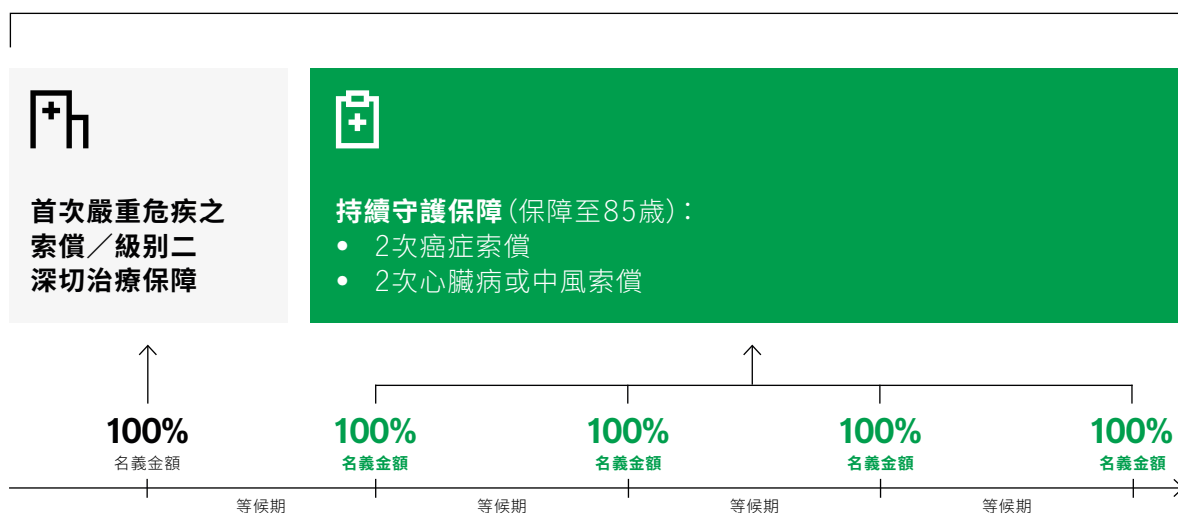 首次嚴重危疾之
索償／級别二
深切治療保障
持續守護保障（保障至85歲）：
• 2次癌症索償
• 2次心臟病或中風索償
100%
名義金額
100%
名義金額
100%
名義金額
100%
名義金額
100%
名義金額
等候期
等候期
等候期
等候期